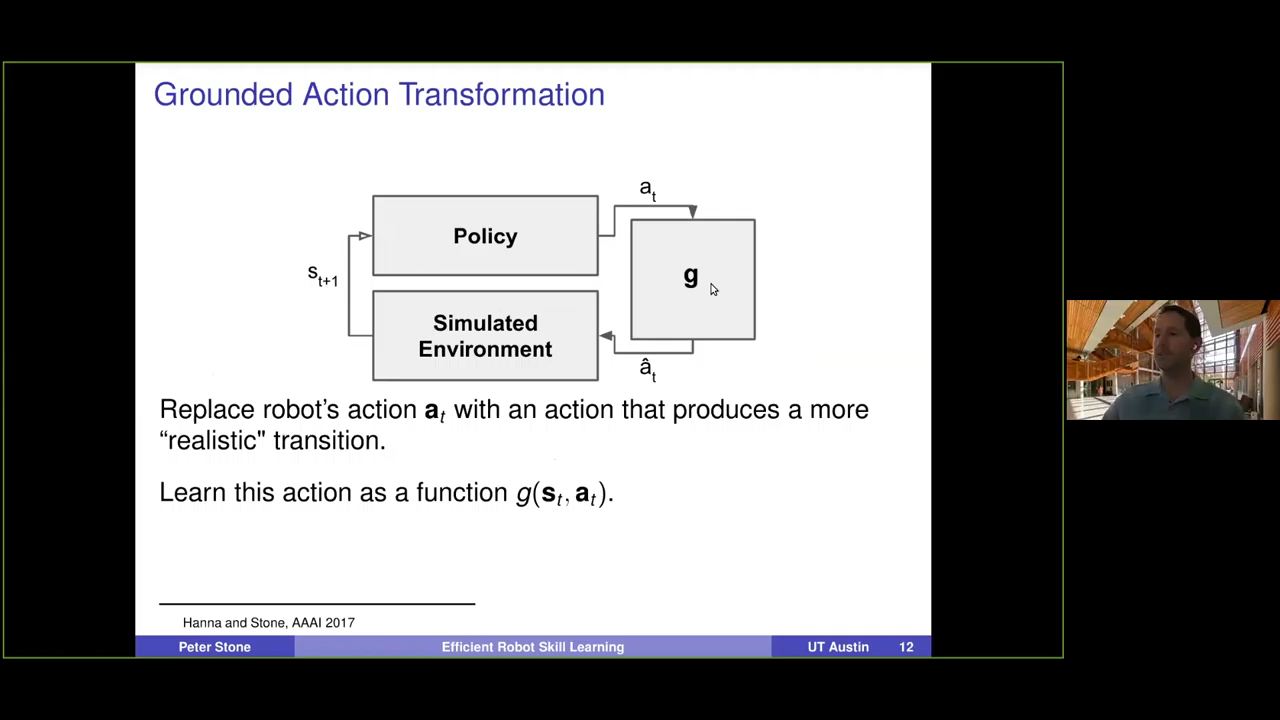 Grounded Action Transformation
a_t
Policy
g
s_{t+1}
Simulated
Environment
â_t
Replace robot’s action a_t with an action that produces a more
“realistic" transition.
Learn this action as a function g(s_t, a_t).
Hanna and Stone, AAAI 2017
Peter Stone Efficient Robot Skill Learning UT Austin 12